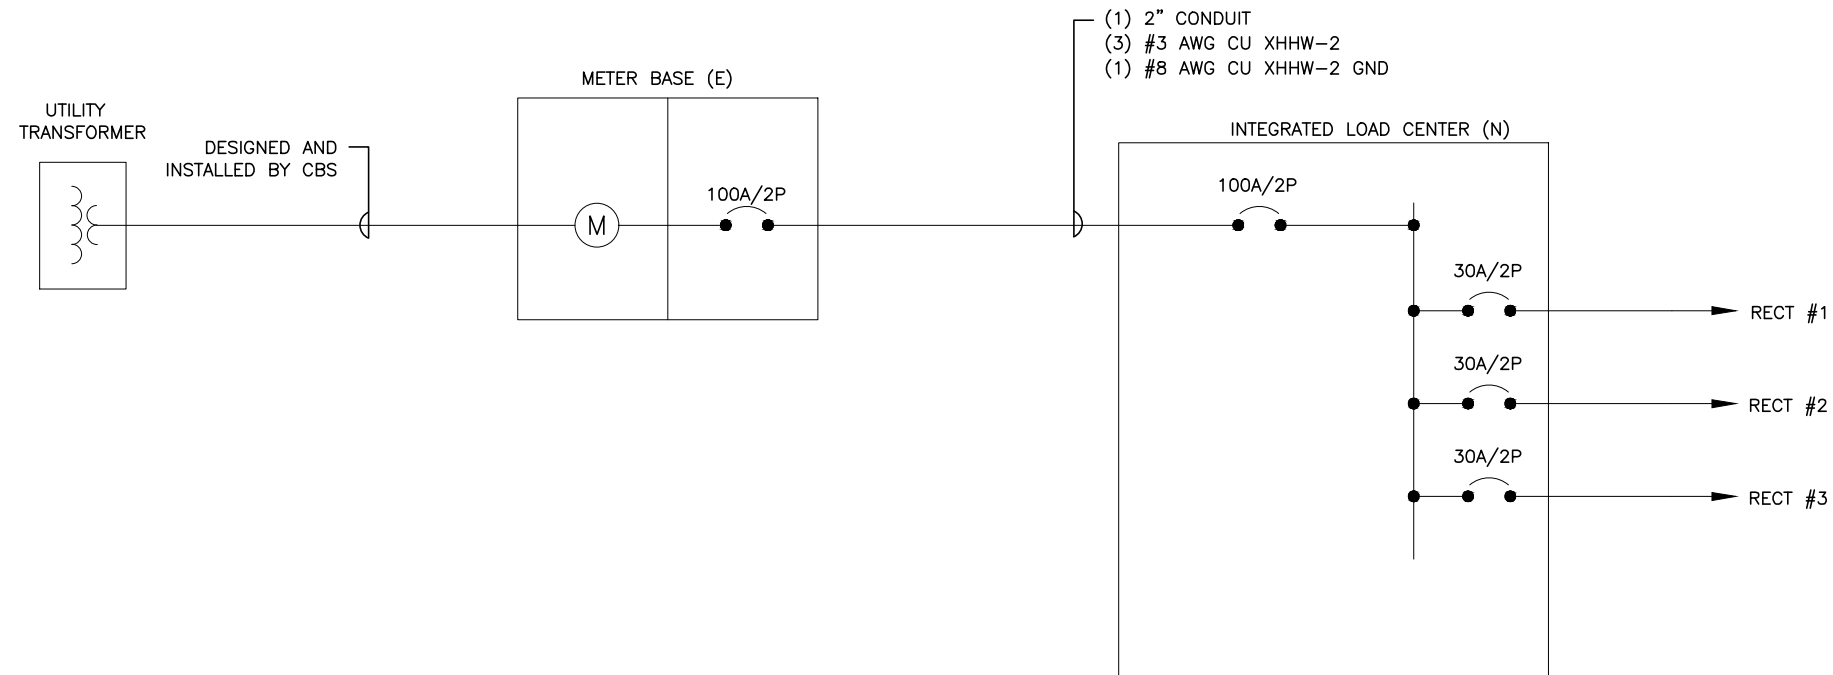 (1) 2” CONDUIT
(3) #3 AWG CU XHHW-2
(1) #8 AWG CU XHHW-2 GND
METER BASE (E)
UTILITY
TRANSFORMER
DESIGNED AND
INSTALLED BY CBS
INTEGRATED LOAD CENTER (N)
100A/2P
100A/2P
M
30A/2P
RECT #1
30A/2P
RECT #2
30A/2P
RECT #3